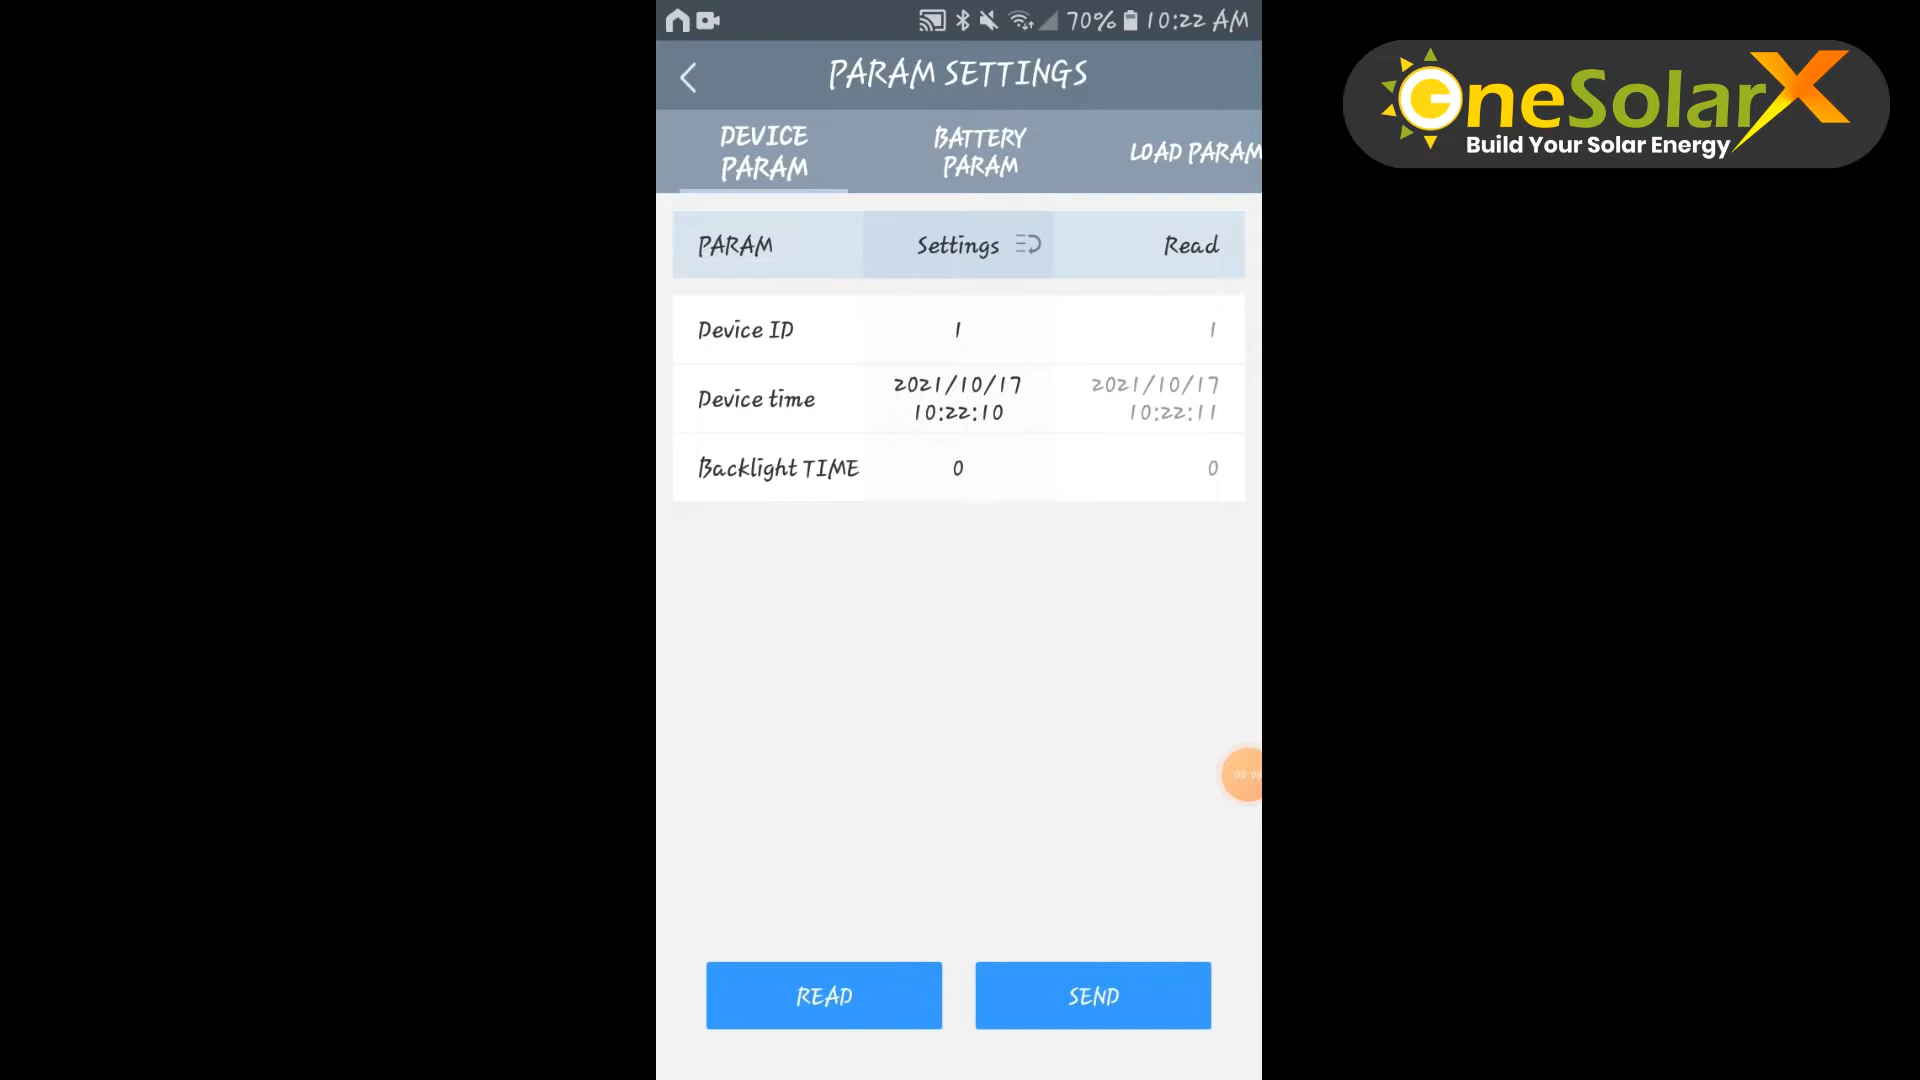 70% 10:22 AM
PARAM SETTINGS
DEVICE
PARAM
BATTERY
PARAM
LOAD PARAM
PARAM Settings Read
Device ID 1 1
Device time
2021/10/17
10:22:10
2021/10/17
10:22:11
Backlight TIME 0 0
READ SEND
OneSolarX
Build Your Solar Energy